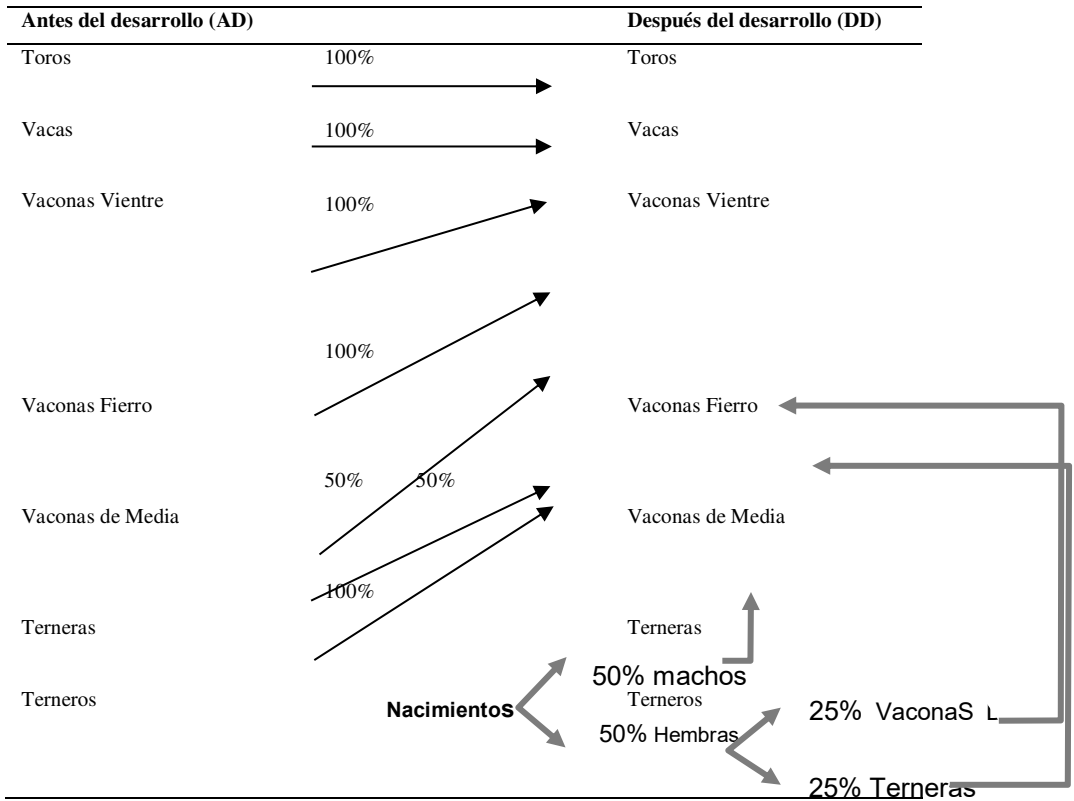 Antes del desarrollo (AD) Después del desarrollo (DD)
Toros 100% Toros
Vacas 100% Vacas
Vaconas Vientre 100% Vaconas Vientre
100%
Vaconas Fierro Vaconas Fierro
50% 50%
Vaconas de Media Vaconas de Media
100%
Terneras Terneras
50% machos
Terneros Nacimientos Terneros 25% VaconaS
50% Hembras
25% Terneras